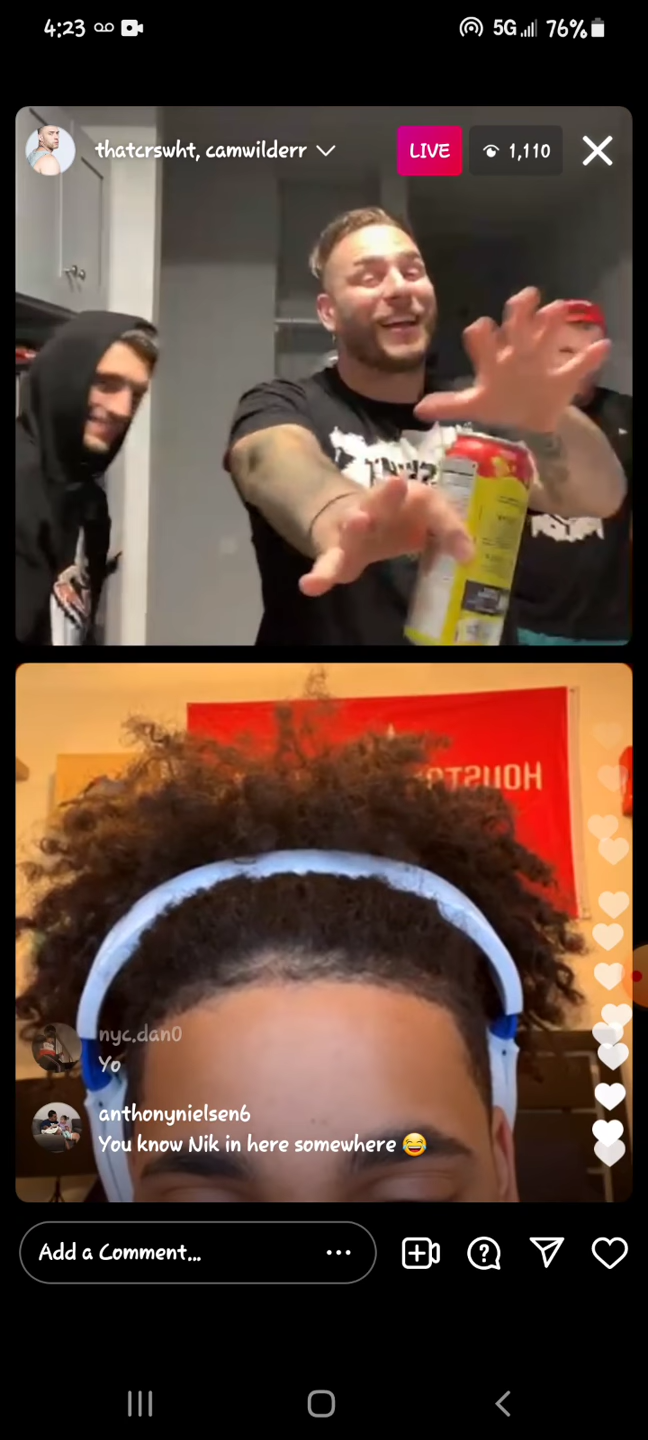 4:23
5G 76%
thatcrswht, camwilderr
LIVE
1,110
HOUSTO
nyc.dan0
Yo
anthonynielsen6
You know Nik in here somewhere 😂
Add a Comment...